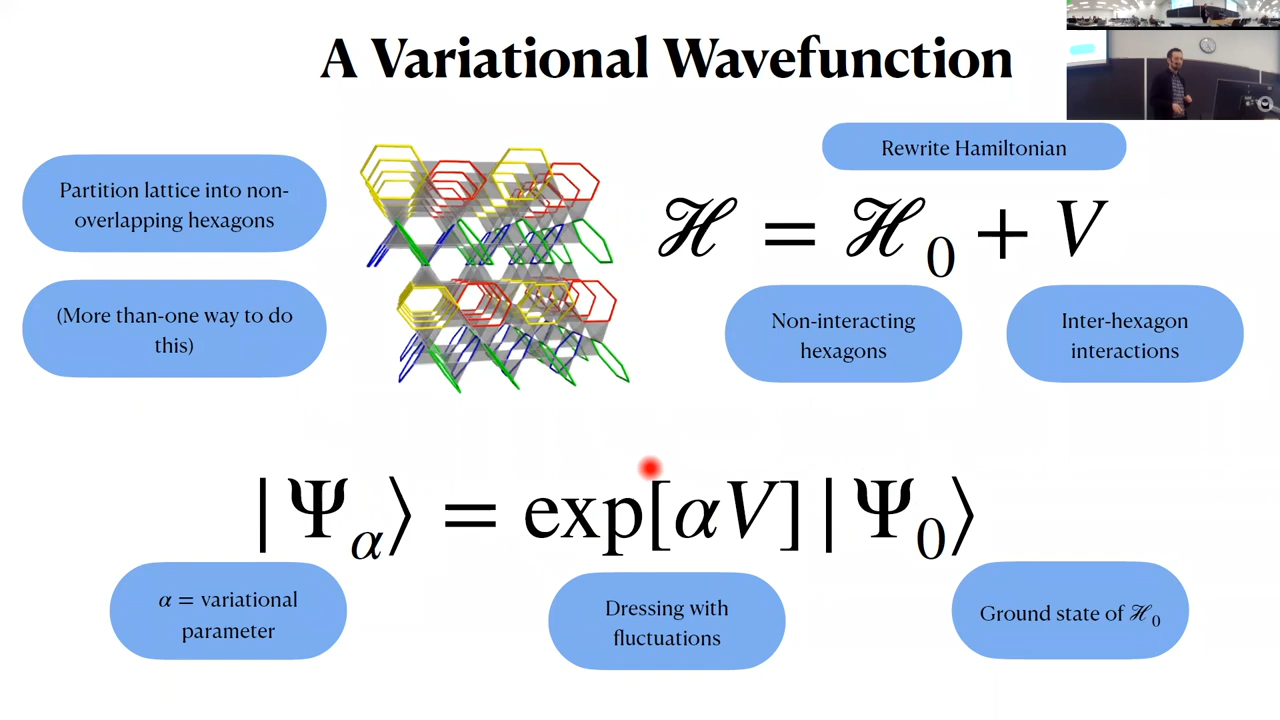 A Variational Wavefunction
Partition lattice into non-
overlapping hexagons
(More than-one way to do
this)
Rewrite Hamiltonian
ℋ = ℋ₀ + V
Non-interacting
hexagons
Inter-hexagon
interactions
|Ψ_α⟩ = exp[αV]|Ψ₀⟩
α = variational
parameter
Dressing with
fluctuations
Ground state of ℋ₀